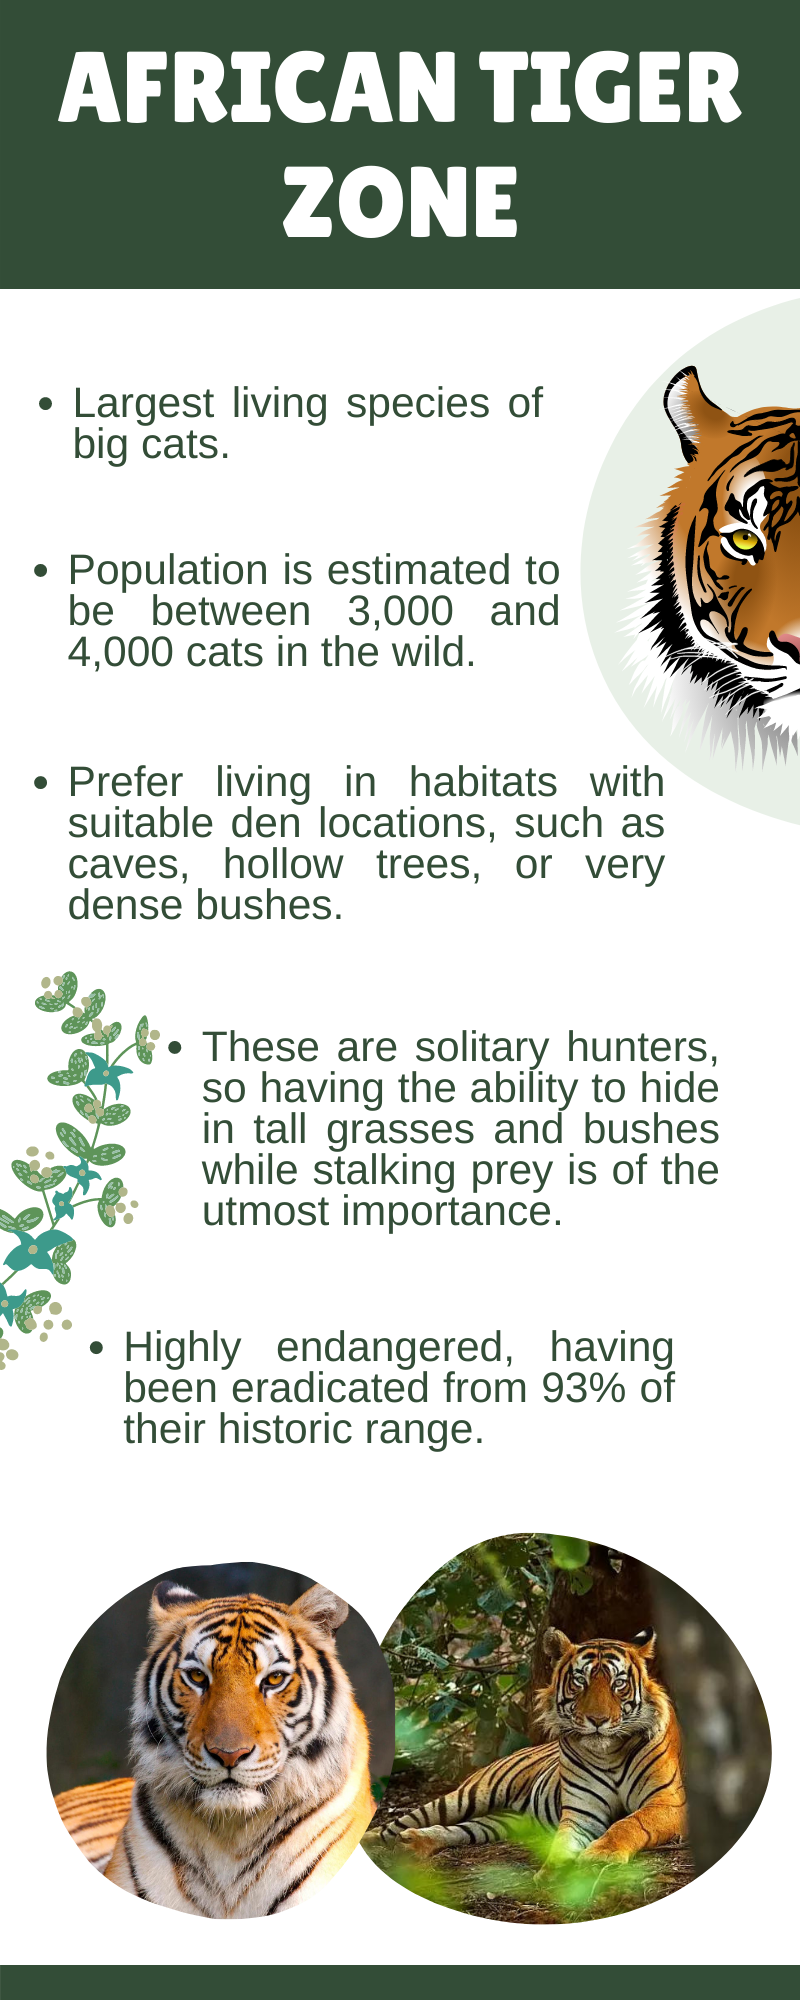 AFRICAN TIGER
ZONE
• Largest living species of
big cats.
• Population is estimated to
be between 3,000 and
4,000 cats in the wild.
• Prefer living in habitats with
suitable den locations, such as
caves, hollow trees, or very
dense bushes.
• These are solitary hunters,
so having the ability to hide
in tall grasses and bushes
while stalking prey is of the
utmost importance.
• Highly endangered, having
been eradicated from 93% of
their historic range.